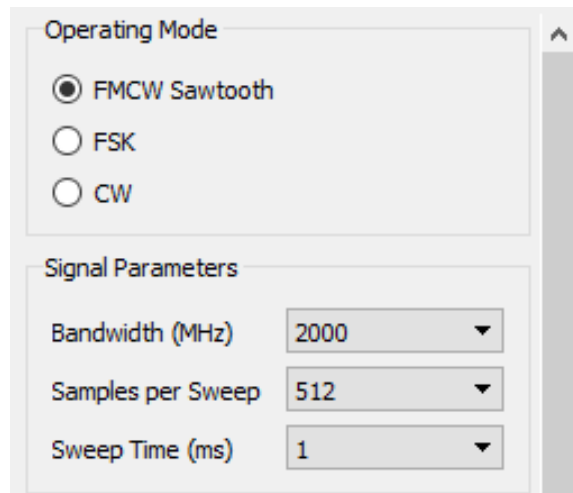 Operating Mode
FMCW Sawtooth
FSK
CW
Signal Parameters
Bandwidth (MHz) 2000
Samples per Sweep 512
Sweep Time (ms) 1